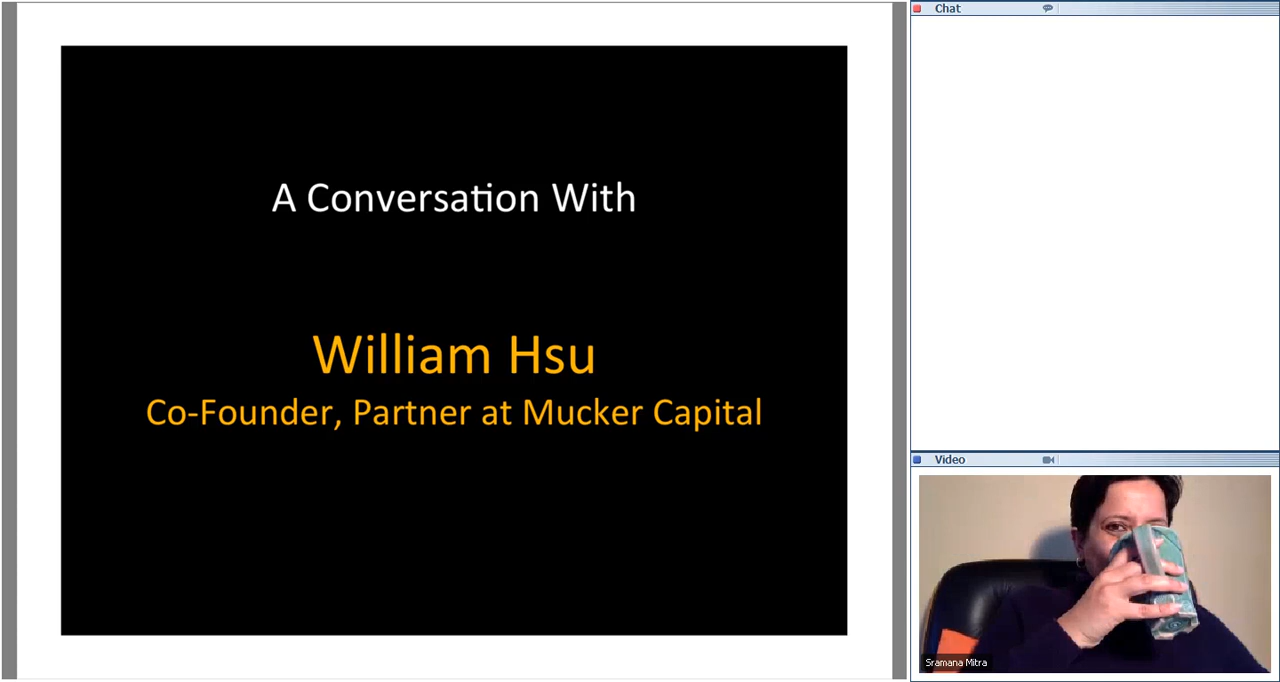 A Conversation With
William Hsu
Co-Founder, Partner at Mucker Capital
Chat
Video
Sramana Mitra